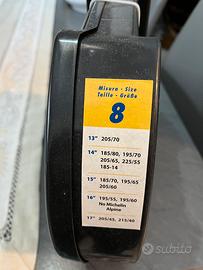 Misura - Size
Taille - Größe
8
13" 205/70
14" 185/80, 195/70
205/65, 225/55
185-14
15" 185/70, 195/65
205/60
16" 195/55, 195/60
No Michelin
Alpine
17" 205/45, 215/40
subito